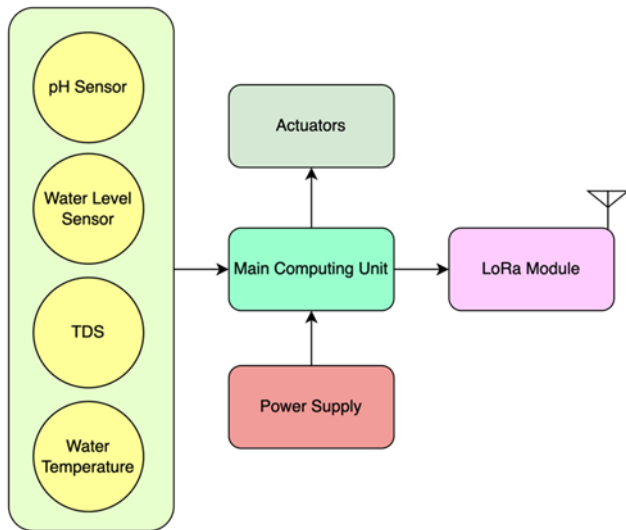 pH Sensor
Water Level
Sensor
TDS
Water
Temperature
Actuators
Main Computing Unit
LoRa Module
Power Supply